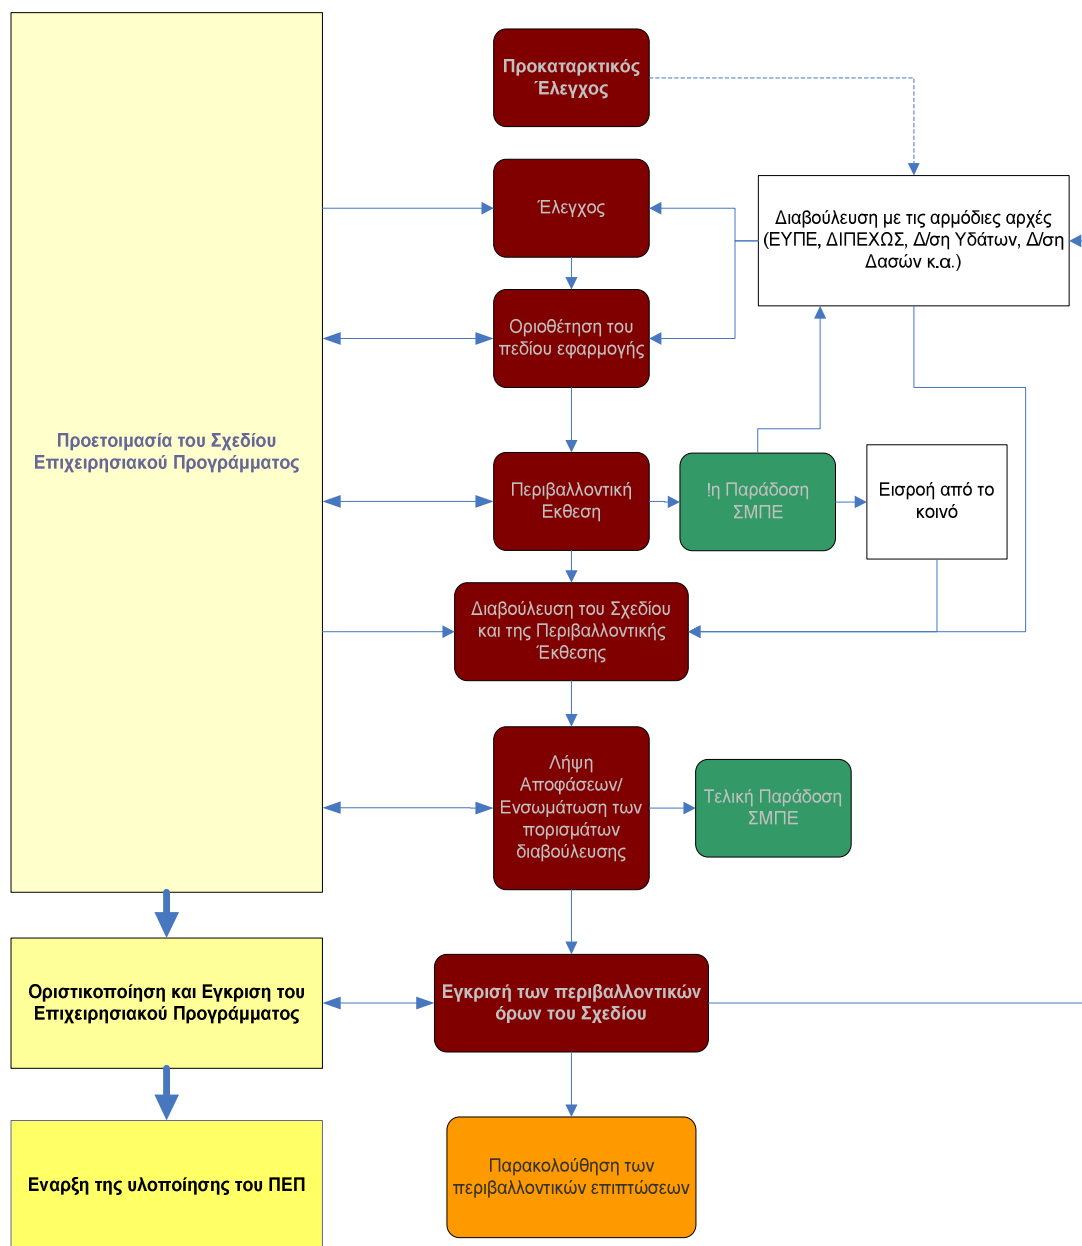 Προκαταρκτικός
Έλεγχος
Έλεγχος
Διαβούλευση με τις αρμόδιες αρχές
(ΕΥΠΕ, ΔΙΠΕΧΩΣ, Δ/ση Υδάτων, Δ/ση
Δασών κ.α.)
Οριοθέτηση του
πεδίου εφαρμογής
Προετοιμασία του Σχεδίου
Επιχειρησιακού Προγράμματος
Περιβαλλοντική
Εκθεση
!η Παράδοση
ΣΜΠΕ
Εισροή από το
κοινό
Διαβούλευση του Σχεδίου
και της Περιβαλλοντικής
Έκθεσης
Λήψη
Αποφάσεων/
Ενσωμάτωση των
πορισμάτων
διαβούλευσης
Τελική Παράδοση
ΣΜΠΕ
Οριστικοποίηση και Εγκριση του
Επιχειρησιακού Προγράμματος
Εγκρισή των περιβαλλοντικών
όρων του Σχεδίου
Εναρξη της υλοποίησης του ΠΕΠ
Παρακολούθηση των
περιβαλλοντικών επιπτώσεων